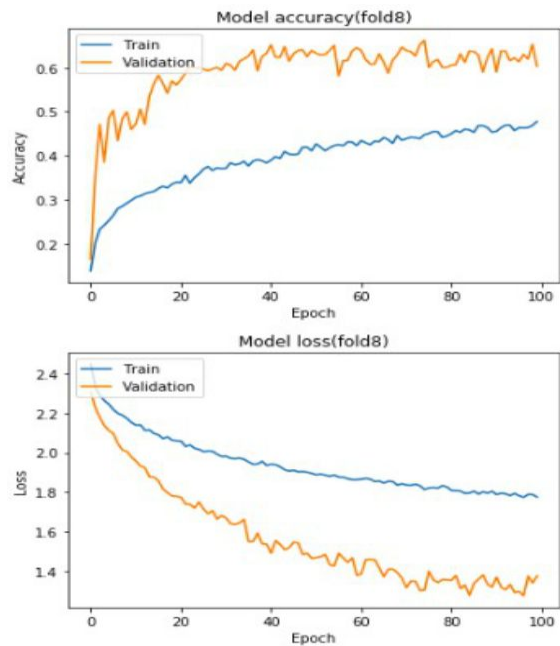 Model accuracy(fold8)
Train
Validation
0.6
0.5
0.4
0.3
0.2
Accuracy
0 20 40 60 80 100
Epoch
Model loss(fold8)
Train
Validation
2.4
2.2
2.0
1.8
1.6
1.4
Loss
0 20 40 60 80 100
Epoch